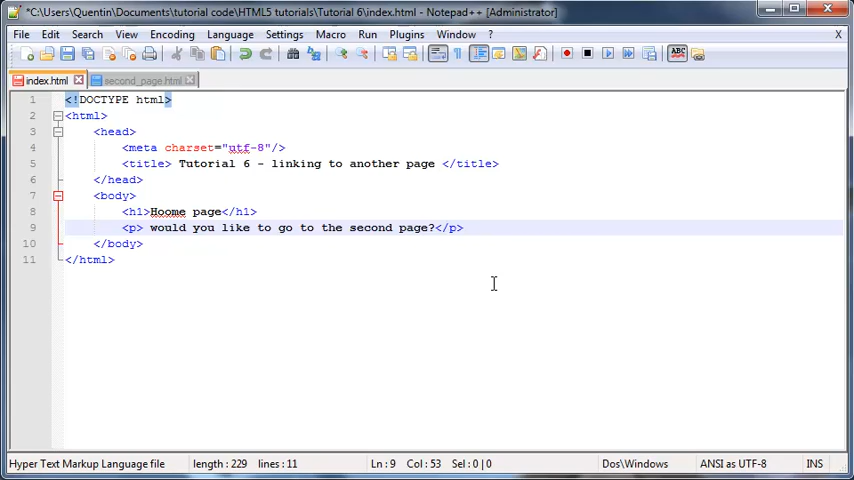 *C:\Users\Quentin\Documents\tutorial code\HTML5 tutorials\Tutorial 6\index.html - Notepad++ [Administrator]
File Edit Search View Encoding Language Settings Macro Run Plugins Window ? X
ABC
index.html second_page.html
1 <!DOCTYPE html>
2 <html>
3 <head>
4 <meta charset="utf-8"/>
5 <title> Tutorial 6 - linking to another page </title>
6 </head>
7 <body>
8 <h1>Hoome page</h1>
9 <p> would you like to go to the second page?</p>
10 </body>
11 </html>
Hyper Text Markup Language file length : 229 lines : 11 Ln : 9 Col : 53 Sel : 0 | 0 Dos\Windows ANSI as UTF-8 INS